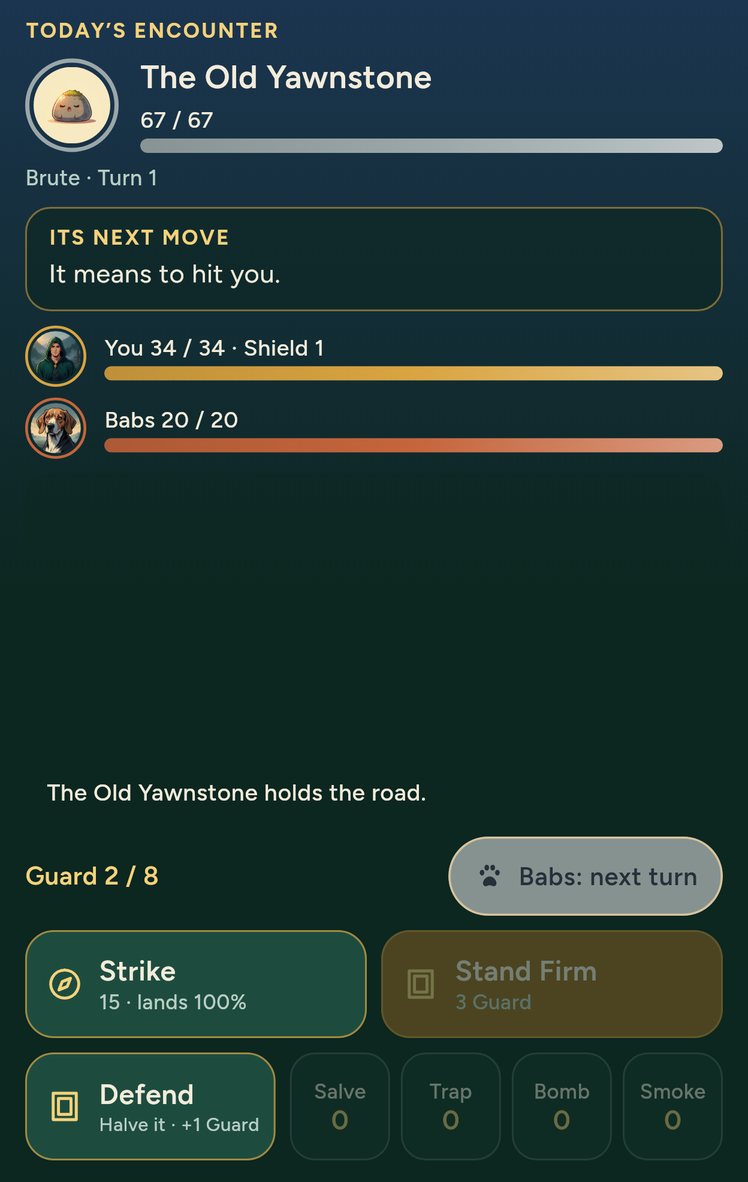 TODAY’S ENCOUNTER
The Old Yawnstone
67 / 67
Brute · Turn 1
ITS NEXT MOVE
It means to hit you.
You 34 / 34 · Shield 1
Babs 20 / 20
The Old Yawnstone holds the road.
Guard 2 / 8
Babs: next turn
Strike
15 · lands 100%
Stand Firm
3 Guard
Defend
Halve it · +1 Guard
Salve
0
Trap
0
Bomb
0
Smoke
0